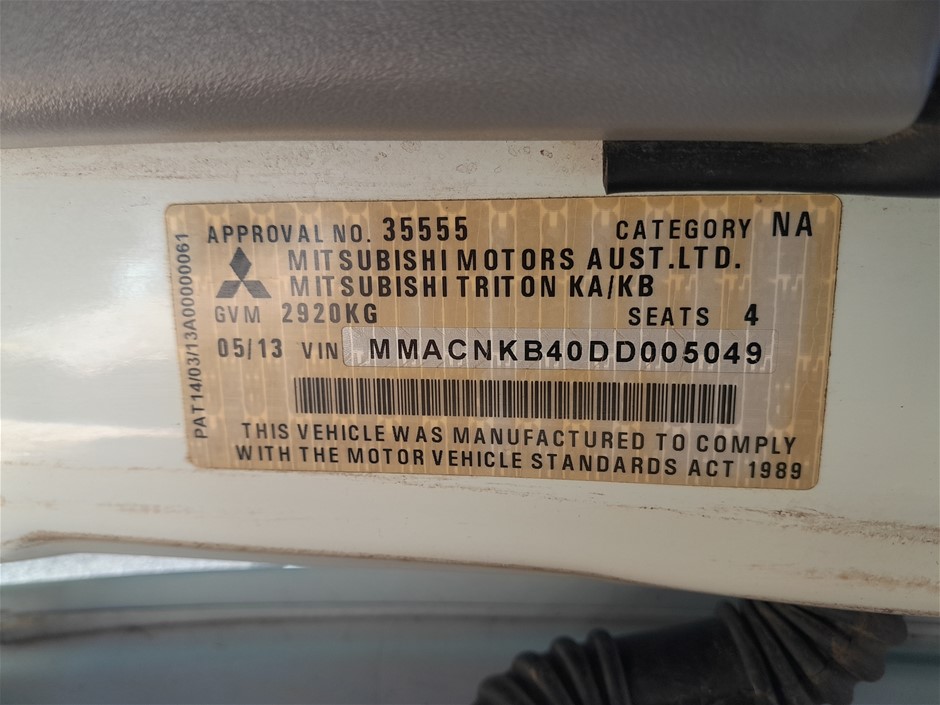 APPROVAL NO. 35555 CATEGORY NA
MITSUBISHI MOTORS AUST.LTD.
MITSUBISHI TRITON KA/KB
GVM 2920KG SEATS 4
05/13 VIN MMACNKB40DD005049
THIS VEHICLE WAS MANUFACTURED TO COMPLY
WITH THE MOTOR VEHICLE STANDARDS ACT 1989
PAT14/03/13A00000061